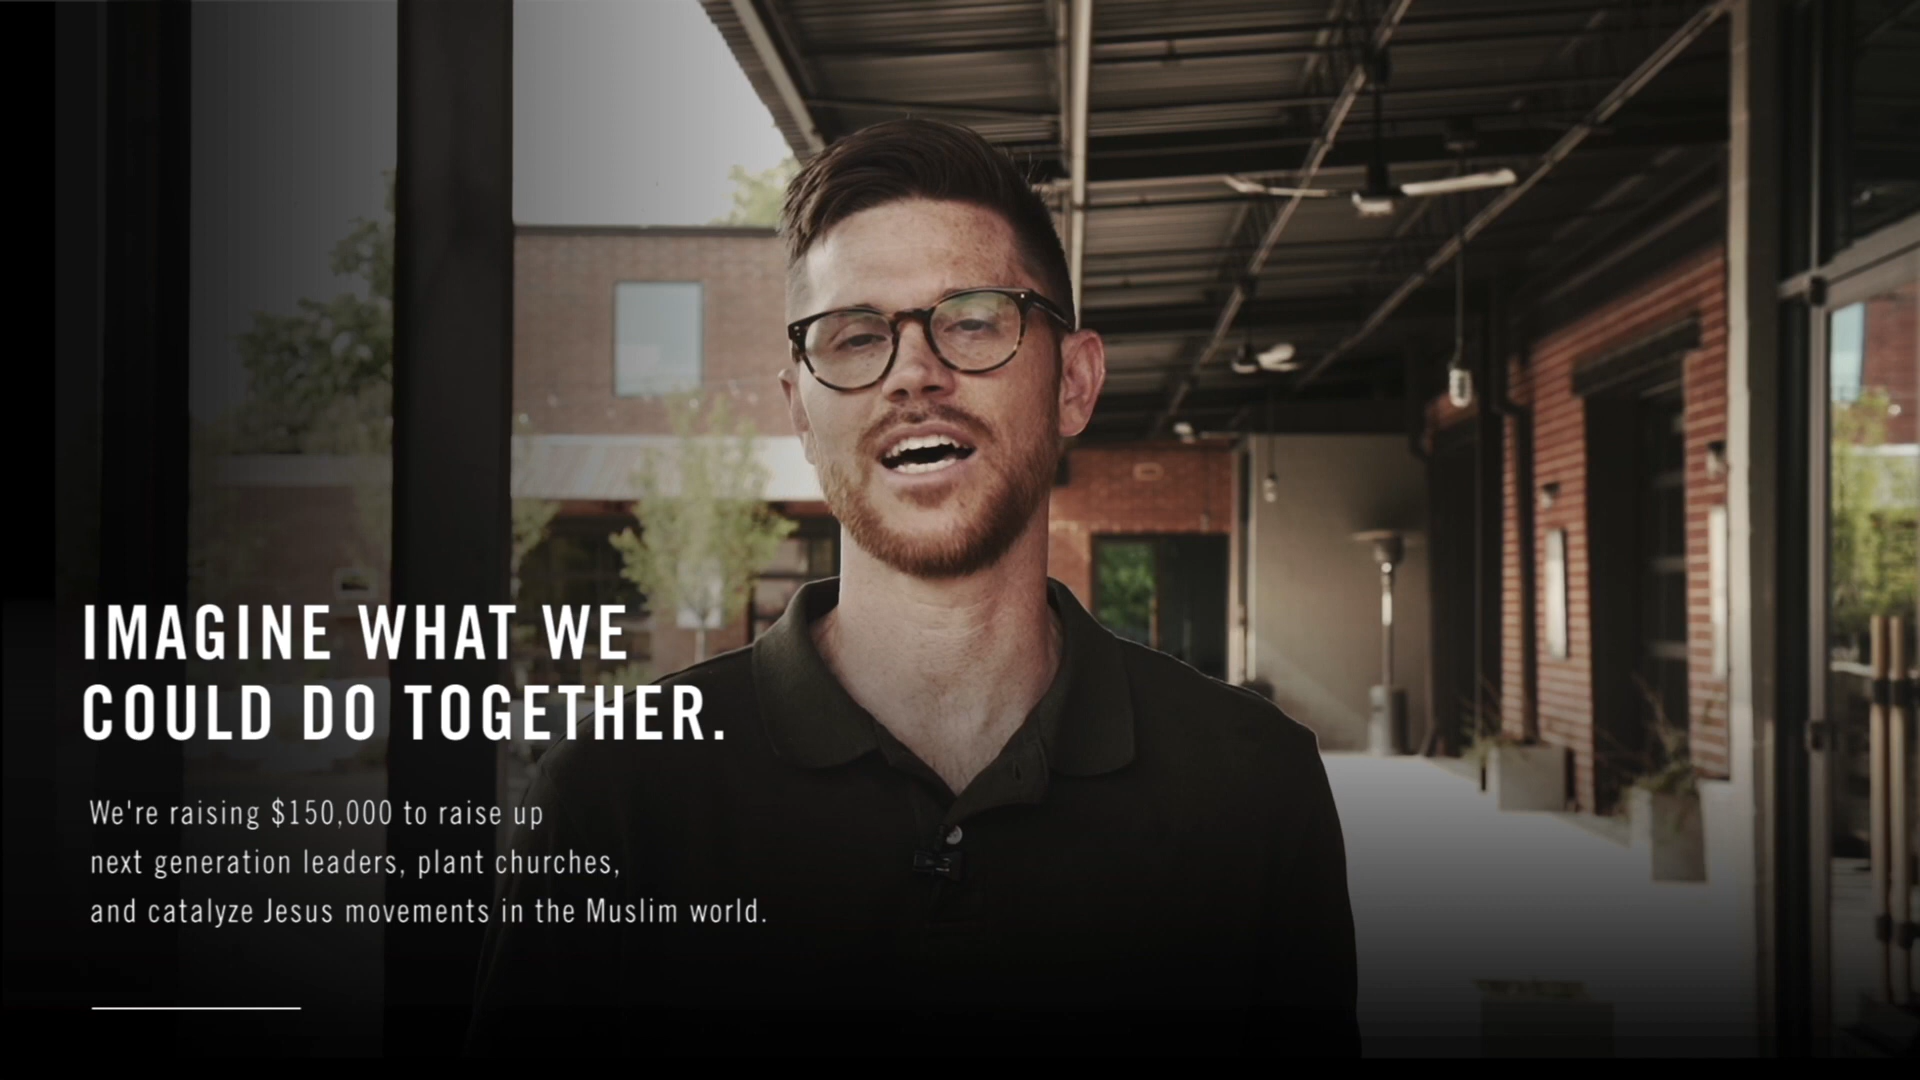 IMAGINE WHAT WE
COULD DO TOGETHER.
We're raising $150,000 to raise up
next generation leaders, plant churches,
and catalyze Jesus movements in the Muslim world.